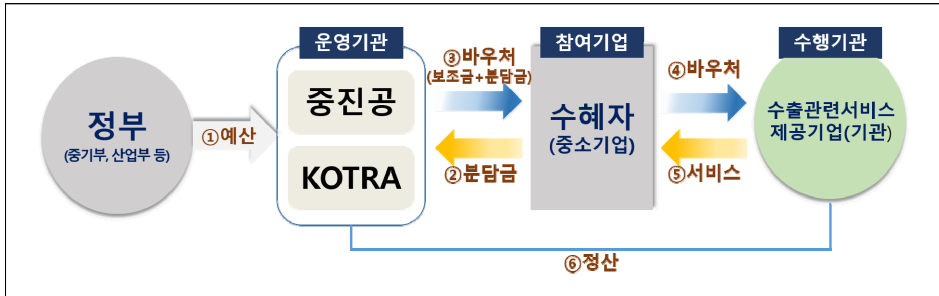 운영기관
참여기업
수행기관
정부
(중기부, 산업부 등)
①예산
중진공
KOTRA
③바우처
(보조금+분담금)
②분담금
수혜자
(중소기업)
④바우처
⑤서비스
수출관련서비스
제공기업(기관)
⑥정산